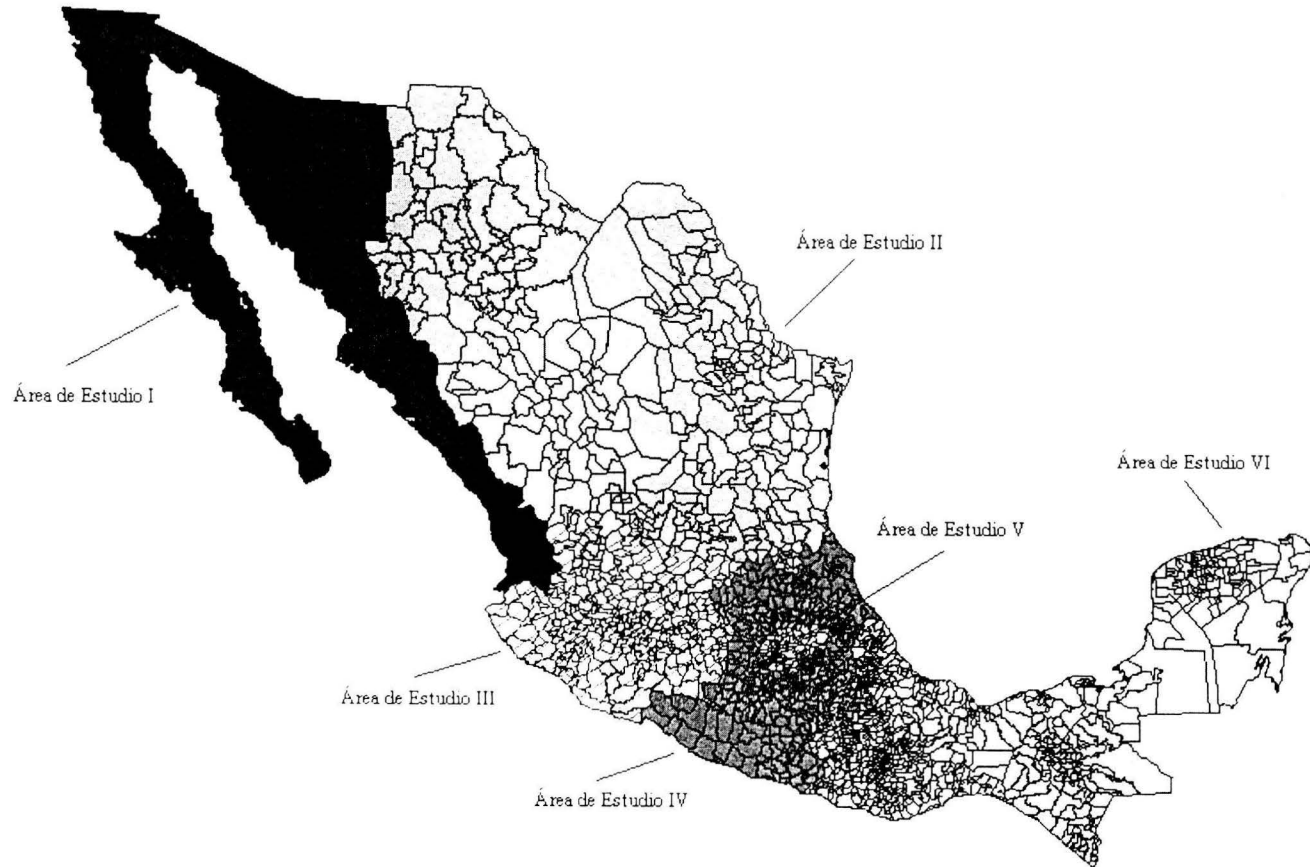 Área de Estudio II
Área de Estudio I
Área de Estudio VI
Área de Estudio V
Área de Estudio III
Área de Estudio IV